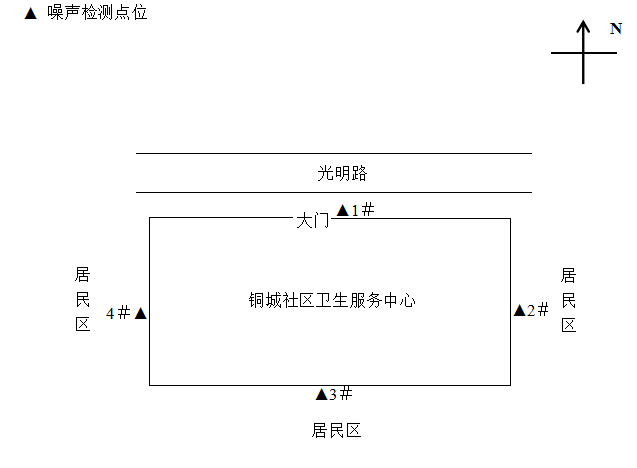 ▲ 噪声检测点位
N
光明路
大门
▲1＃
居民区
铜城社区卫生服务中心
居民区
4＃▲
▲2＃
▲3＃
居民区